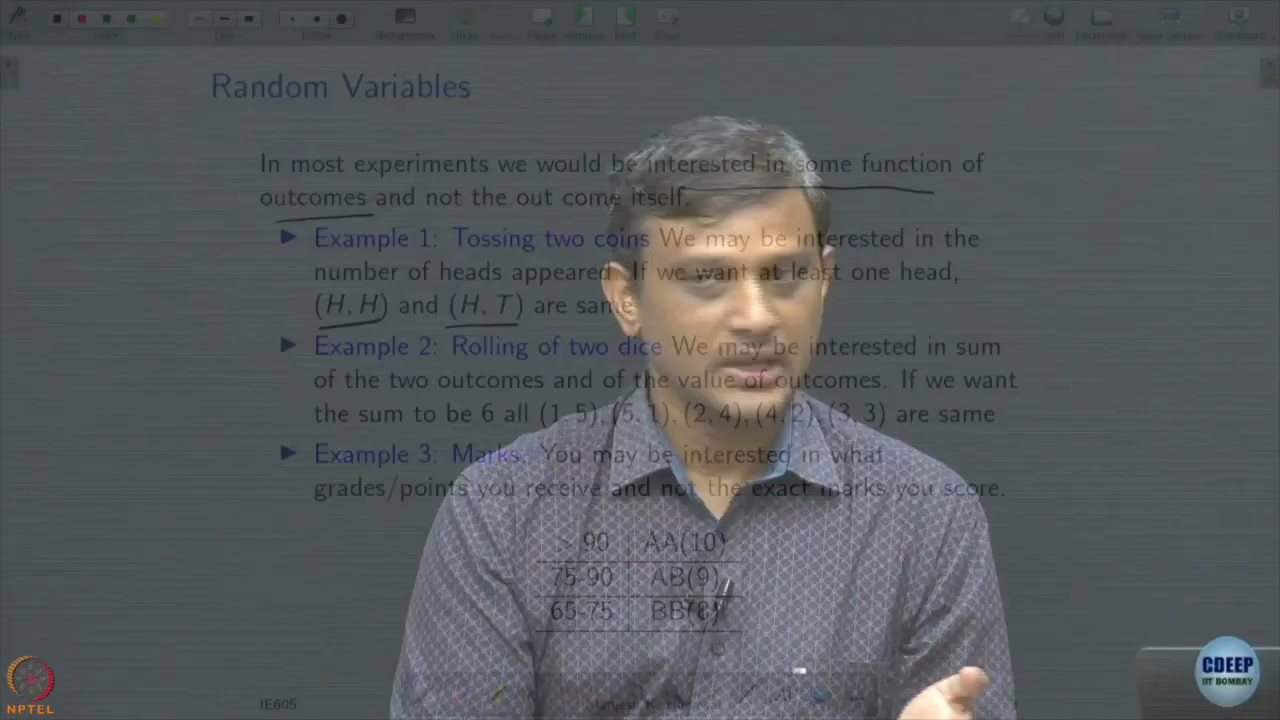 Random Variables
In most experiments we would be interested in some function of
outcomes and not the out come itself.
Example 1: Tossing two coins We may be interested in the
number of heads appeared. If we want at least one head,
(H, H) and (H, T) are same
Example 2: Rolling of two dice We may be interested in sum
of the two outcomes and of the value of outcomes. If we want
the sum to be 6 all (1, 5), (5, 1), (2, 4), (4, 2), (3, 3) are same
Example 3: Marks. You may be interested in what
grades/points you receive and not the exact marks you score.
> 90 AA(10)
75-90 AB(9)
65-75 BB(8)
IE605
NPTEL
CDEEP
IIT BOMBAY